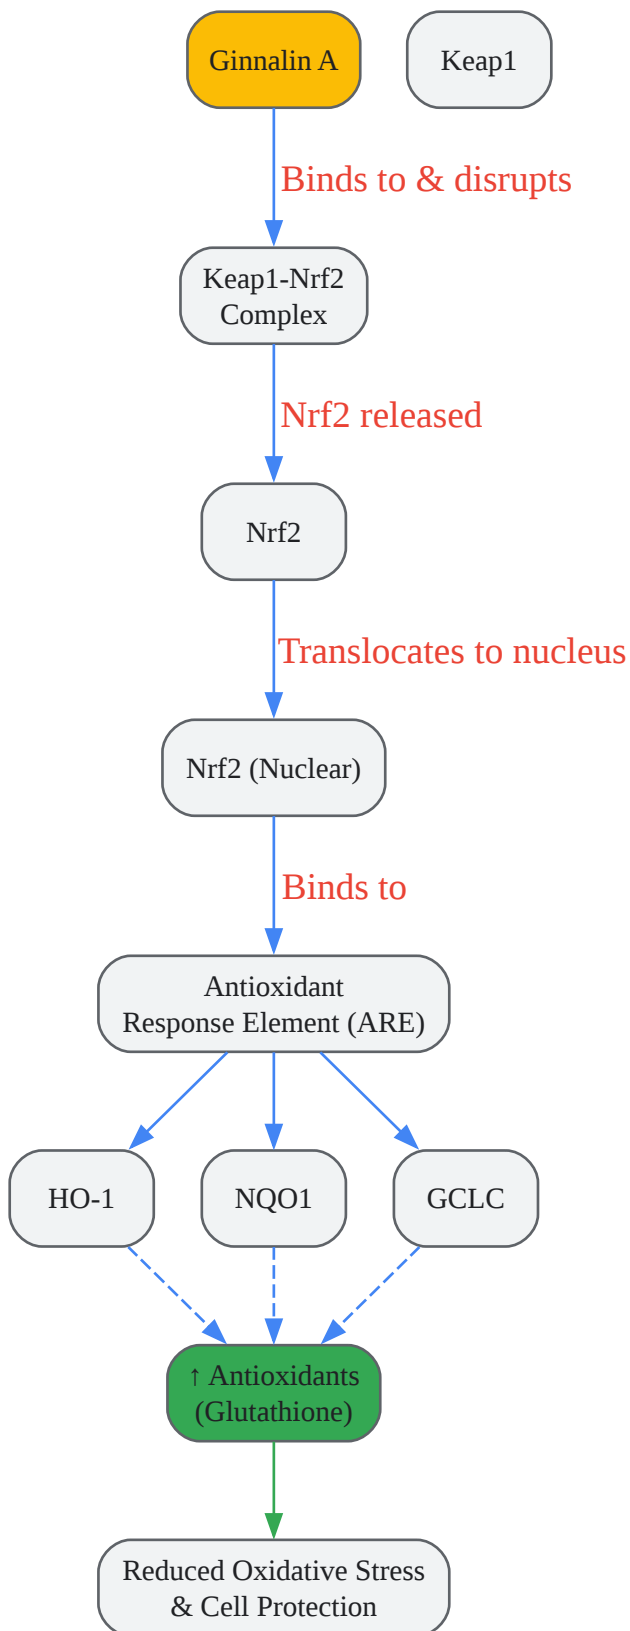 Ginnalin A
Keap1
Binds to & disrupts
Keap1-Nrf2
Complex
Nrf2 released
Nrf2
Translocates to nucleus
Nrf2 (Nuclear)
Binds to
Antioxidant
Response Element (ARE)
HO-1
NQO1
GCLC
↑ Antioxidants
(Glutathione)
Reduced Oxidative Stress
& Cell Protection